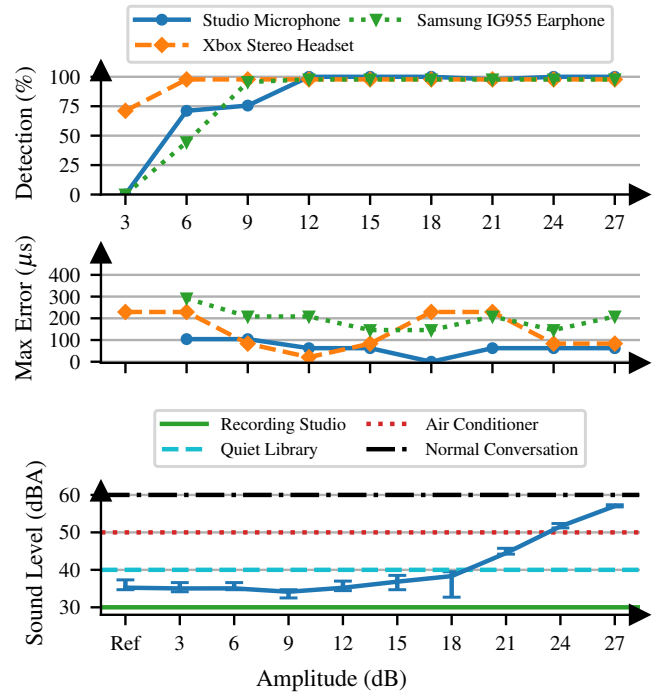 Studio Microphone
Samsung IG955 Earphone
Xbox Stereo Headset
Detection (%)
100
75
50
25
0
3 6 9 12 15 18 21 24 27
Max Error (μs)
400
300
200
100
0
Recording Studio
Air Conditioner
Quiet Library
Normal Conversation
Sound Level (dBA)
60
50
40
30
Ref 3 6 9 12 15 18 21 24 27
Amplitude (dB)